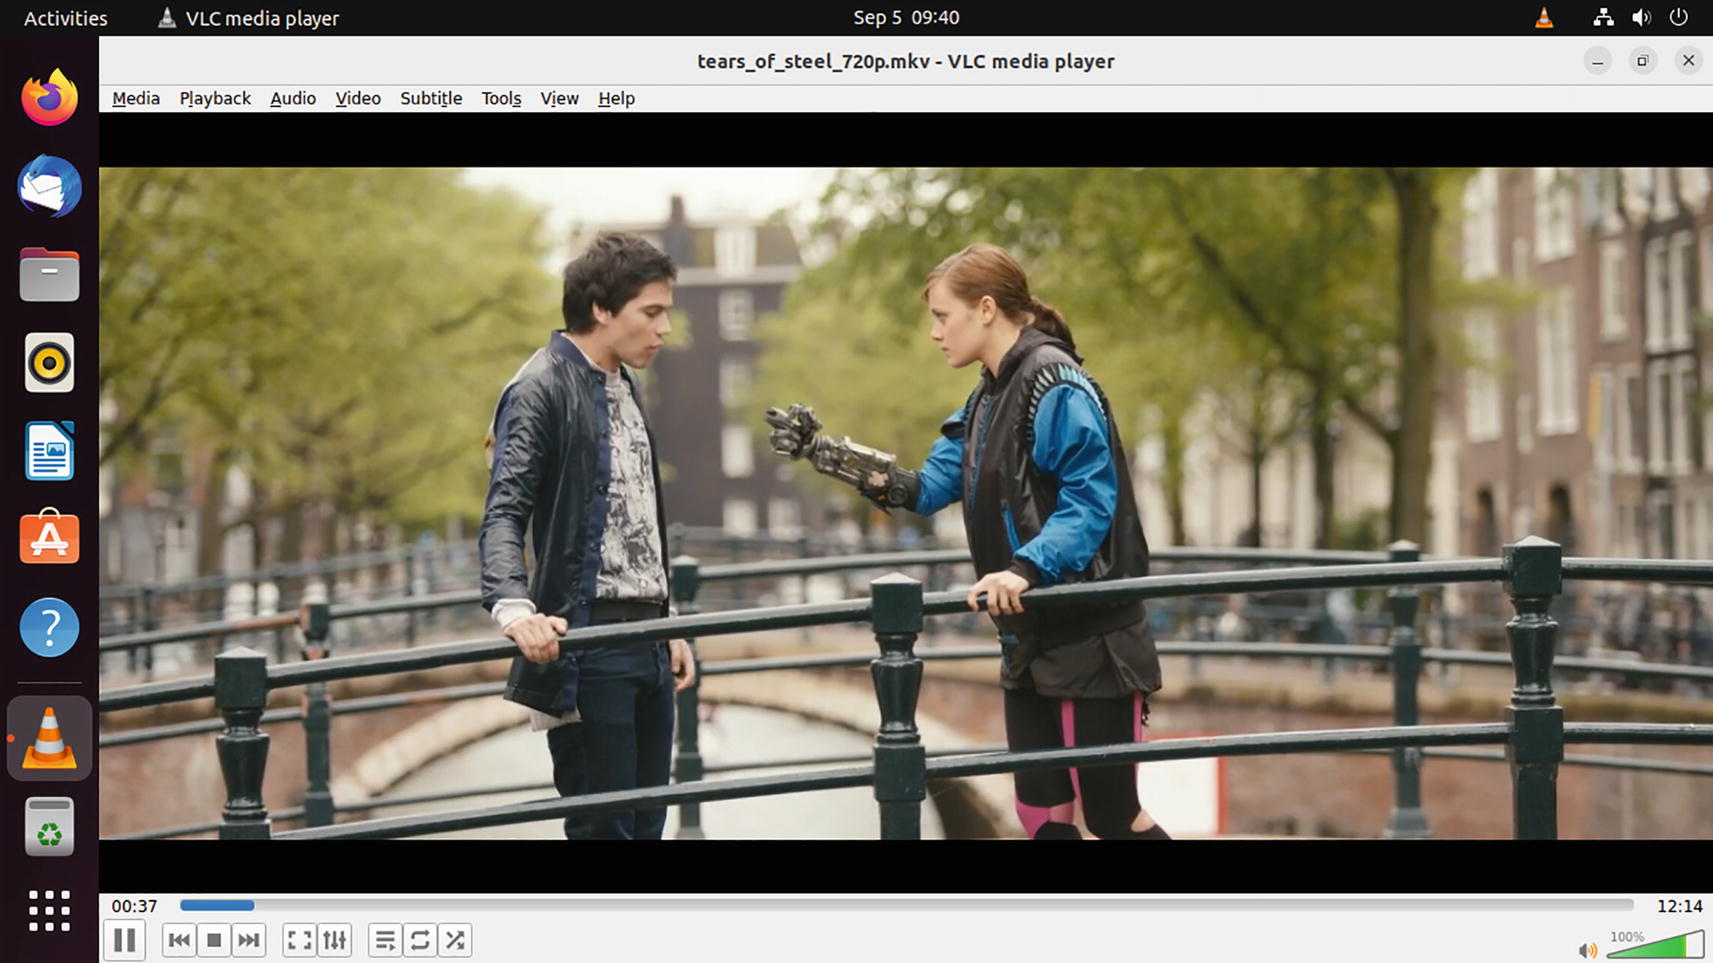 Activities
VLC media player
Sep 5 09:40
tears_of_steel_720p.mkv - VLC media player
Media Playback Audio Video Subtitle Tools View Help
00:37
12:14
100%